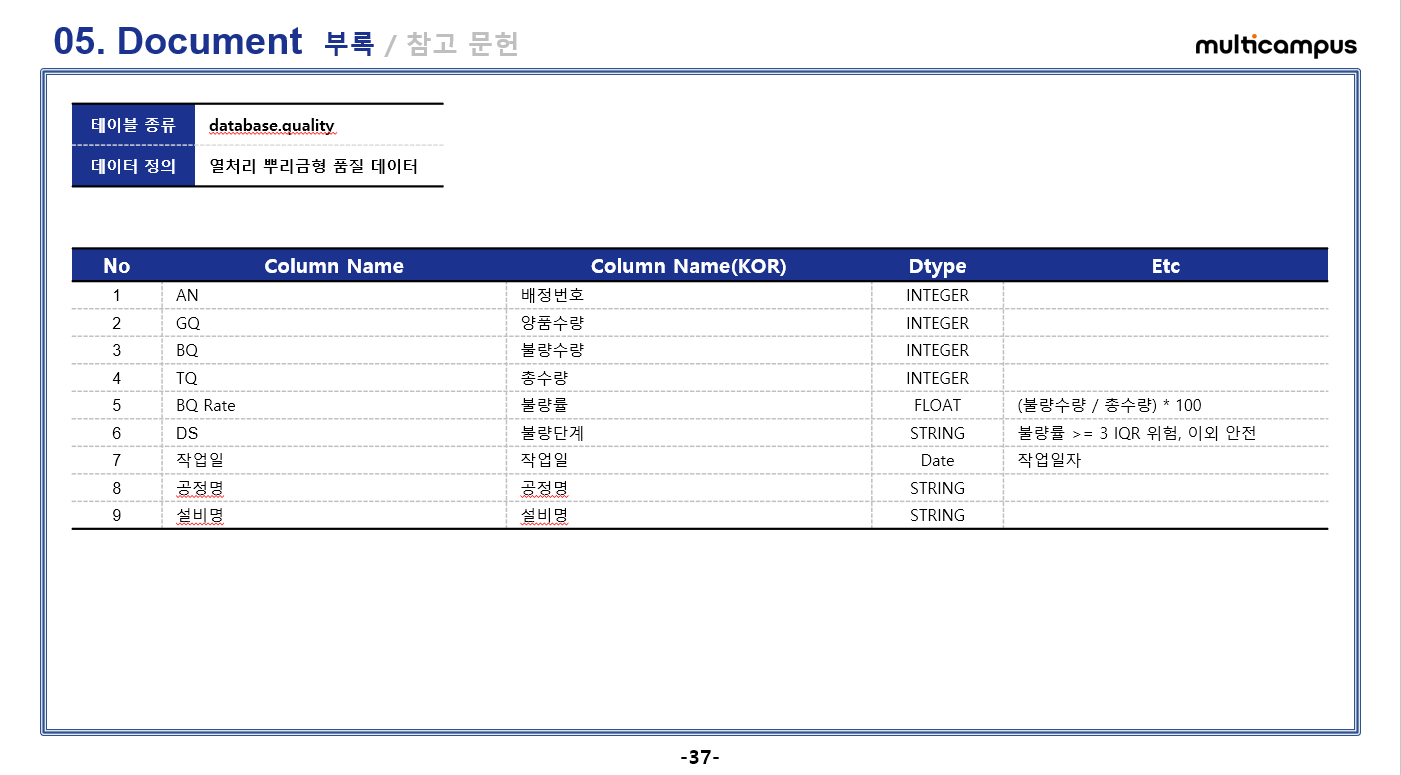 05. Document 부록 / 참고 문헌
multicampus
테이블 종류 database.quality
데이터 정의 열처리 뿌리금형 품질 데이터
No Column Name Column Name(KOR) Dtype Etc
1 AN 배정번호 INTEGER
2 GQ 양품수량 INTEGER
3 BQ 불량수량 INTEGER
4 TQ 총수량 INTEGER
5 BQ Rate 불량률 FLOAT (불량수량 / 총수량) * 100
6 DS 불량단계 STRING 불량률 >= 3 IQR 위험, 이외 안전
7 작업일 작업일 Date 작업일자
8 공정명 공정명 STRING
9 설비명 설비명 STRING
-37-